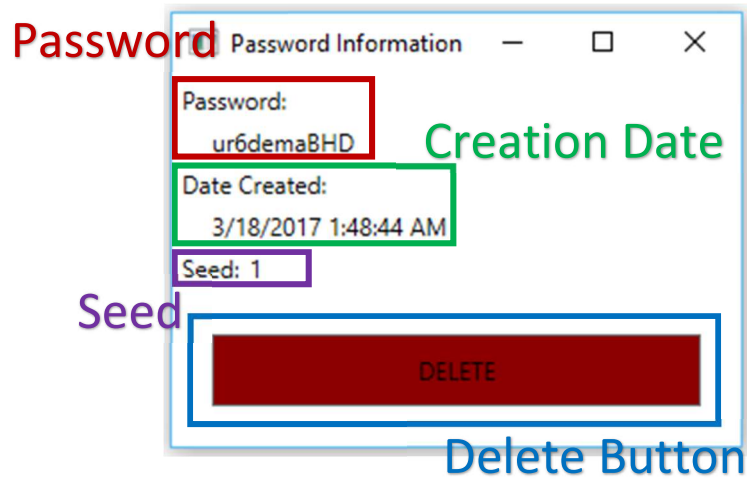 Password
Password Information
Password:
ur6demaBHD
Creation Date
Date Created:
3/18/2017 1:48:44 AM
Seed: 1
Seed
DELETE
Delete Button